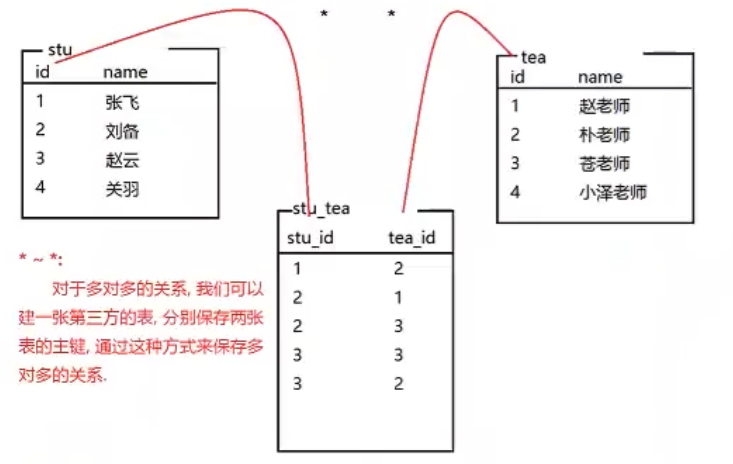 * *
stu
id name
1 张飞
2 刘备
3 赵云
4 关羽
tea
id name
1 赵老师
2 朴老师
3 苍老师
4 小泽老师
stu_tea
stu_id tea_id
1 2
2 1
2 3
3 3
3 2
* ~ *:
对于多对多的关系, 我们可以
建一张第三方的表, 分别保存两张
表的主键, 通过这种方式来保存多
对多的关系.